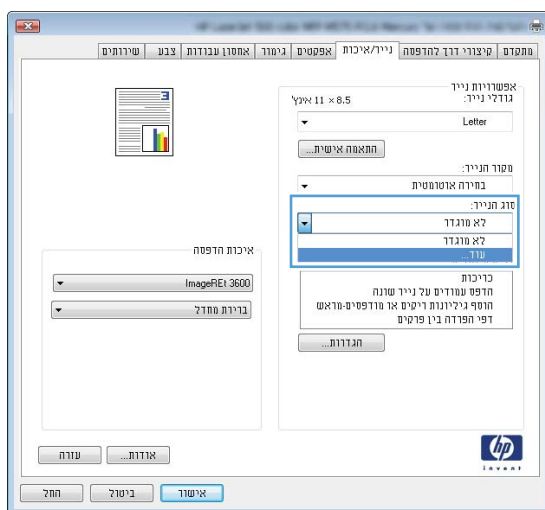 מתקדם
קיצורי דרך להדפסה
נייר/איכות
אפקטים
גימור
אחסון עבודות
צבע
שירותים
אפשרויות נייר
גודלי נייר:
8.5 × 11 אינץ'
Letter
התאמה אישית...
מקור הנייר:
בחירה אוטומטית
סוג הנייר:
לא מוגדר
לא מוגדר
עוד...
כריכות
הדפס עמודים על נייר שונה
הוסף גיליונות ריקים או מודפסים-מראש
דפי הפרדה בין פרקים
הגדרות...
איכות הדפסה
ImageREt 3600
ברירת מחדל
hp
invent
אודות...
עזרה
אישור
ביטול
החל